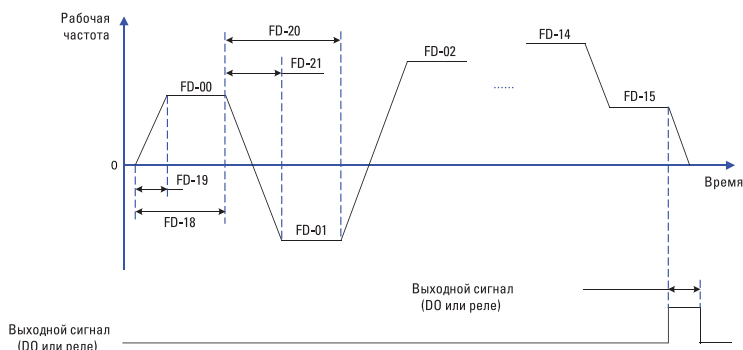 Рабочая
частота
FD-20
FD-21
FD-00
FD-02
FD-14
......
FD-15
0
Время
FD-19
FD-18
FD-01
Выходной сигнал
(DO или реле)
Выходной сигнал
(DO или реле)